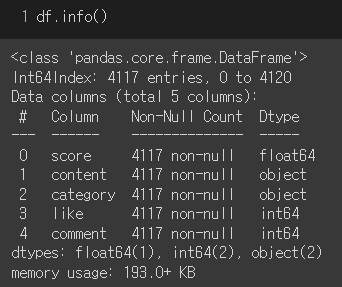 1 df.info()
<class 'pandas.core.frame.DataFrame'>
Int64Index: 4117 entries, 0 to 4120
Data columns (total 5 columns):
 #   Column    Non-Null Count  Dtype
---  ------    --------------  -----
 0   score     4117 non-null   float64
 1   content   4117 non-null   object
 2   category  4117 non-null   object
 3   like      4117 non-null   int64
 4   comment   4117 non-null   int64
dtypes: float64(1), int64(2), object(2)
memory usage: 193.0+ KB